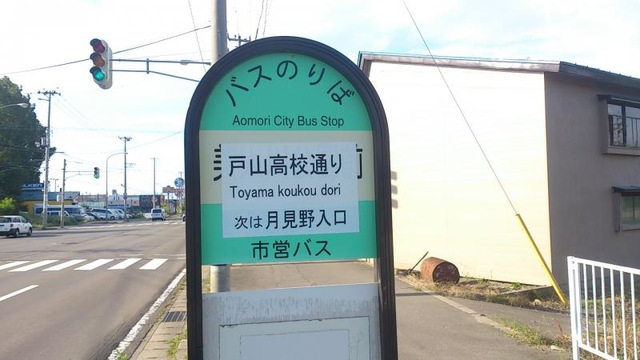 バスのりば
Aomori City Bus Stop
戸山高校通り
Toyama koukou dori
次は月見野入口
市営バス